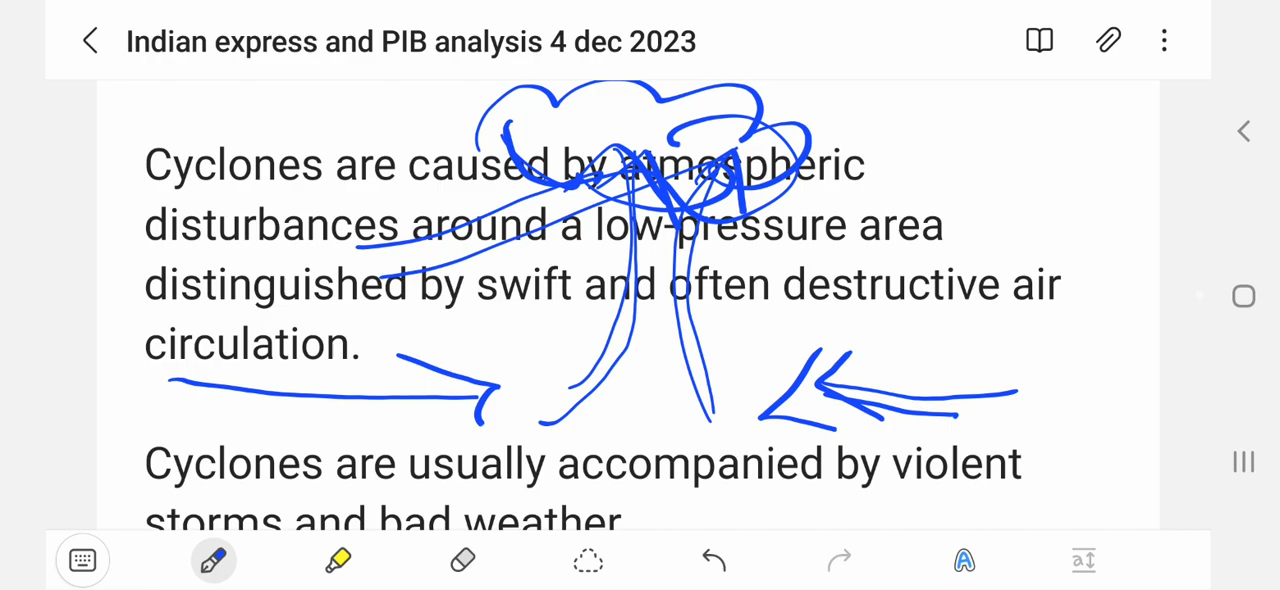 Indian express and PIB analysis 4 dec 2023
Cyclones are caused by atmospheric
disturbances around a low-pressure area
distinguished by swift and often destructive air
circulation.
Cyclones are usually accompanied by violent
storms and bad weather
A
a